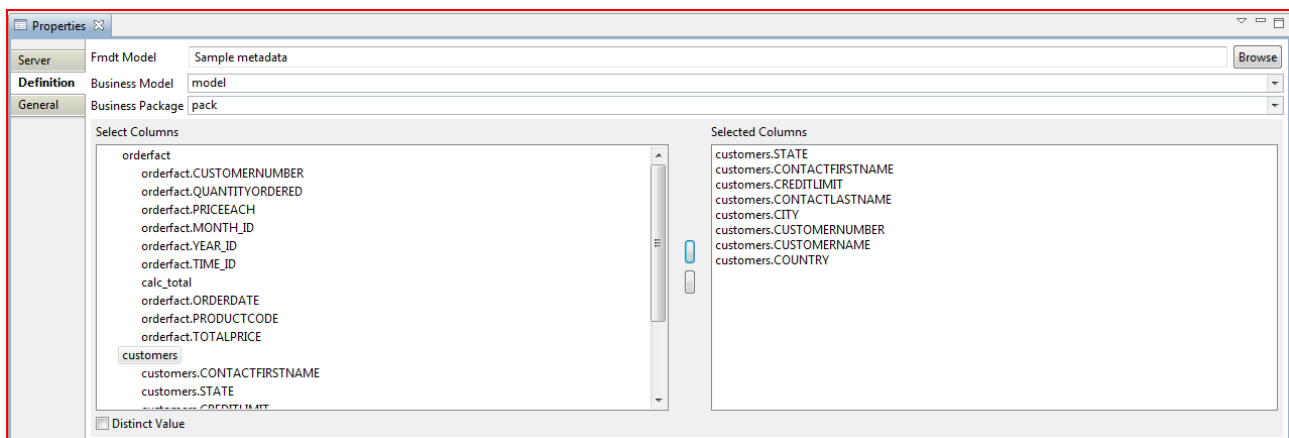 Properties
Server
Definition
General
Fmdt Model Sample metadata Browse
Business Model model
Business Package pack
Select Columns
orderfact
orderfact.CUSTOMERNUMBER
orderfact.QUANTITYORDERED
orderfact.PRICEEACH
orderfact.MONTH_ID
orderfact.YEAR_ID
orderfact.TIME_ID
calc_total
orderfact.ORDERDATE
orderfact.PRODUCTCODE
orderfact.TOTALPRICE
customers
customers.CONTACTFIRSTNAME
customers.STATE
customers.CREDITLIMIT
Distinct Value
Selected Columns
customers.STATE
customers.CONTACTFIRSTNAME
customers.CREDITLIMIT
customers.CONTACTLASTNAME
customers.CITY
customers.CUSTOMERNUMBER
customers.CUSTOMERNAME
customers.COUNTRY